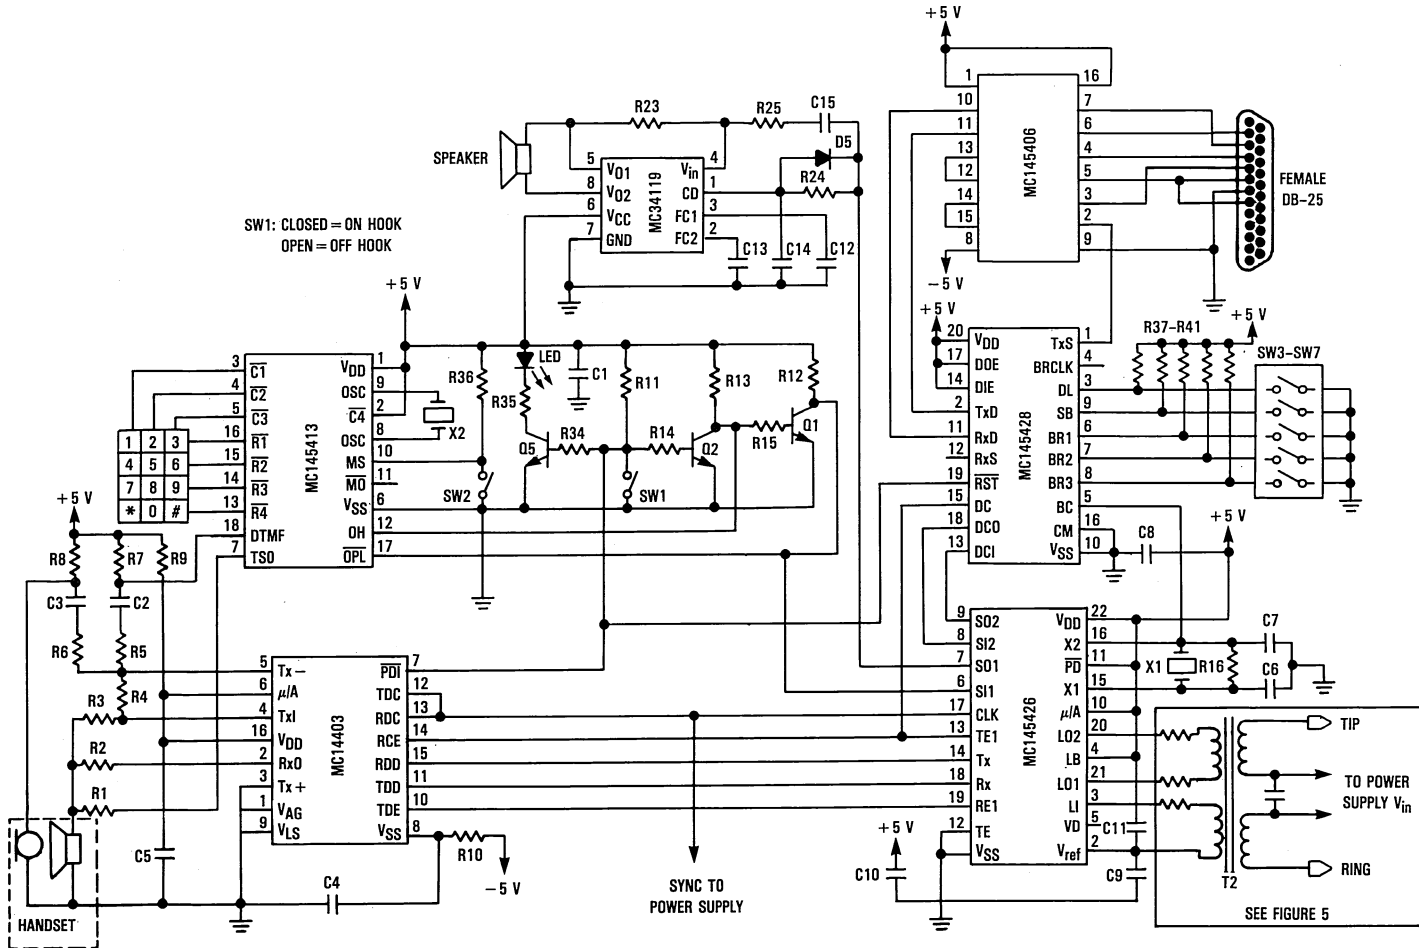 +5 V
1
16
10
7
11
6
13
4
12
5
14
3
15
2
8
9
MC145406
-5 V
FEMALE
DB-25
R23
R25
C15
D5
R24
SPEAKER
5
VO1
Vin
4
8
VO2
CD
1
6
VCC
FC1
3
7
GND
FC2
2
MC34119
C13
C14
C12
SW1: CLOSED = ON HOOK
OPEN = OFF HOOK
+5 V
3
C1
VDD
1
4
C2
OSC
9
5
C3
C4
2
16
R1
OSC
8
15
R2
MS
10
14
R3
MO
11
13
R4
VSS
6
18
DTMF
OH
12
7
TSO
OPL
17
MC145413
X2
1 2 3
4 5 6
7 8 9
* 0 #
R36
LED
R35
C1
R11
R13
R12
Q5
R34
R14
Q2
R15
Q1
SW2
SW1
+5 V
20
VDD
TxS
1
17
DOE
BRCLK
4
14
DIE
DL
3
2
TxD
SB
9
11
RxD
BR1
6
12
RxS
BR2
7
19
RST
BR3
8
15
DC
BC
5
18
DCO
CM
16
13
DCI
VSS
10
MC145428
R37–R41
+5 V
SW3–SW7
C8
+5 V
+5 V
R8
R7
R9
C3
C2
R6
R5
R3
R4
R2
R1
C5
HANDSET
5
Tx−
PDI
7
6
μ/A
TDC
12
4
TxI
RDC
13
16
VDD
RCE
14
2
RxO
RDD
15
3
Tx+
TDD
11
1
VAG
TDE
10
9
VLS
VSS
8
MC14403
R10
−5 V
C4
SYNC TO
POWER SUPPLY
9
SO2
VDD
22
8
SI2
X2
16
7
SO1
PD
11
6
SI1
X1
15
17
CLK
μ/A
10
13
TE1
LO2
20
14
Tx
LB
4
18
Rx
LO1
21
19
RE1
LI
3
12
TE
VD
5
VSS
Vref
2
MC145426
X1
R16
C7
C6
C11
C9
+5 V
C10
T2
TIP
TO POWER
SUPPLY Vin
RING
SEE FIGURE 5